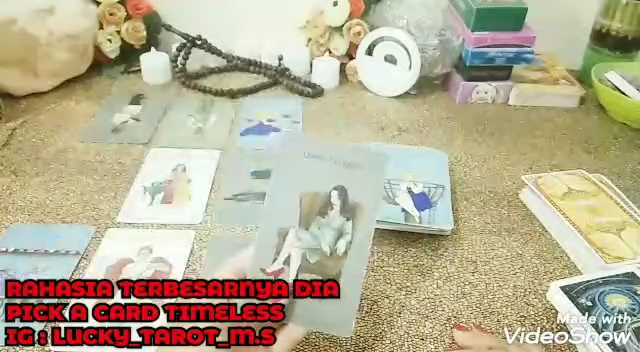 RAHASIA TERBESARNYA DIA
PICK A CARD TIMELESS
IG : LUCKY_TAROT_M.S
Made with
VideoShow